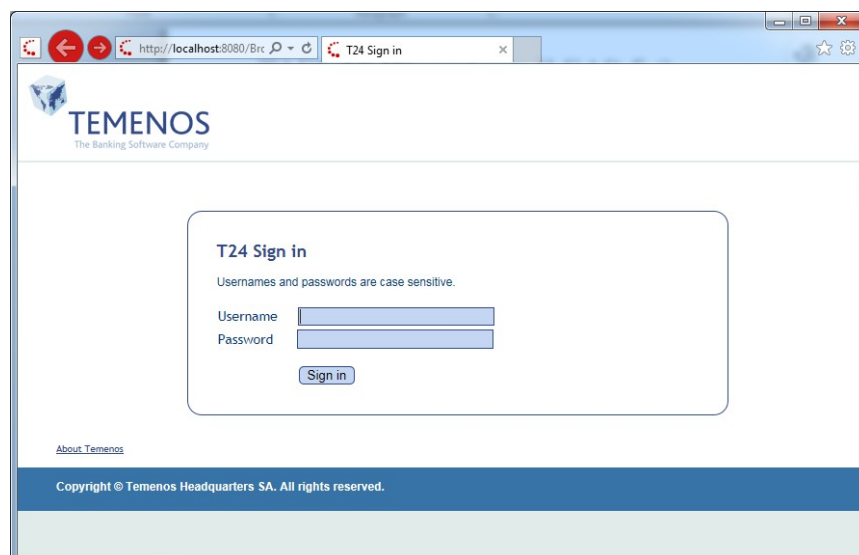 http://localhost:8080/Brc
T24 Sign in
TEMENOS
The Banking Software Company
T24 Sign in
Usernames and passwords are case sensitive.
Username
Password
Sign in
About Temenos
Copyright © Temenos Headquarters SA. All rights reserved.